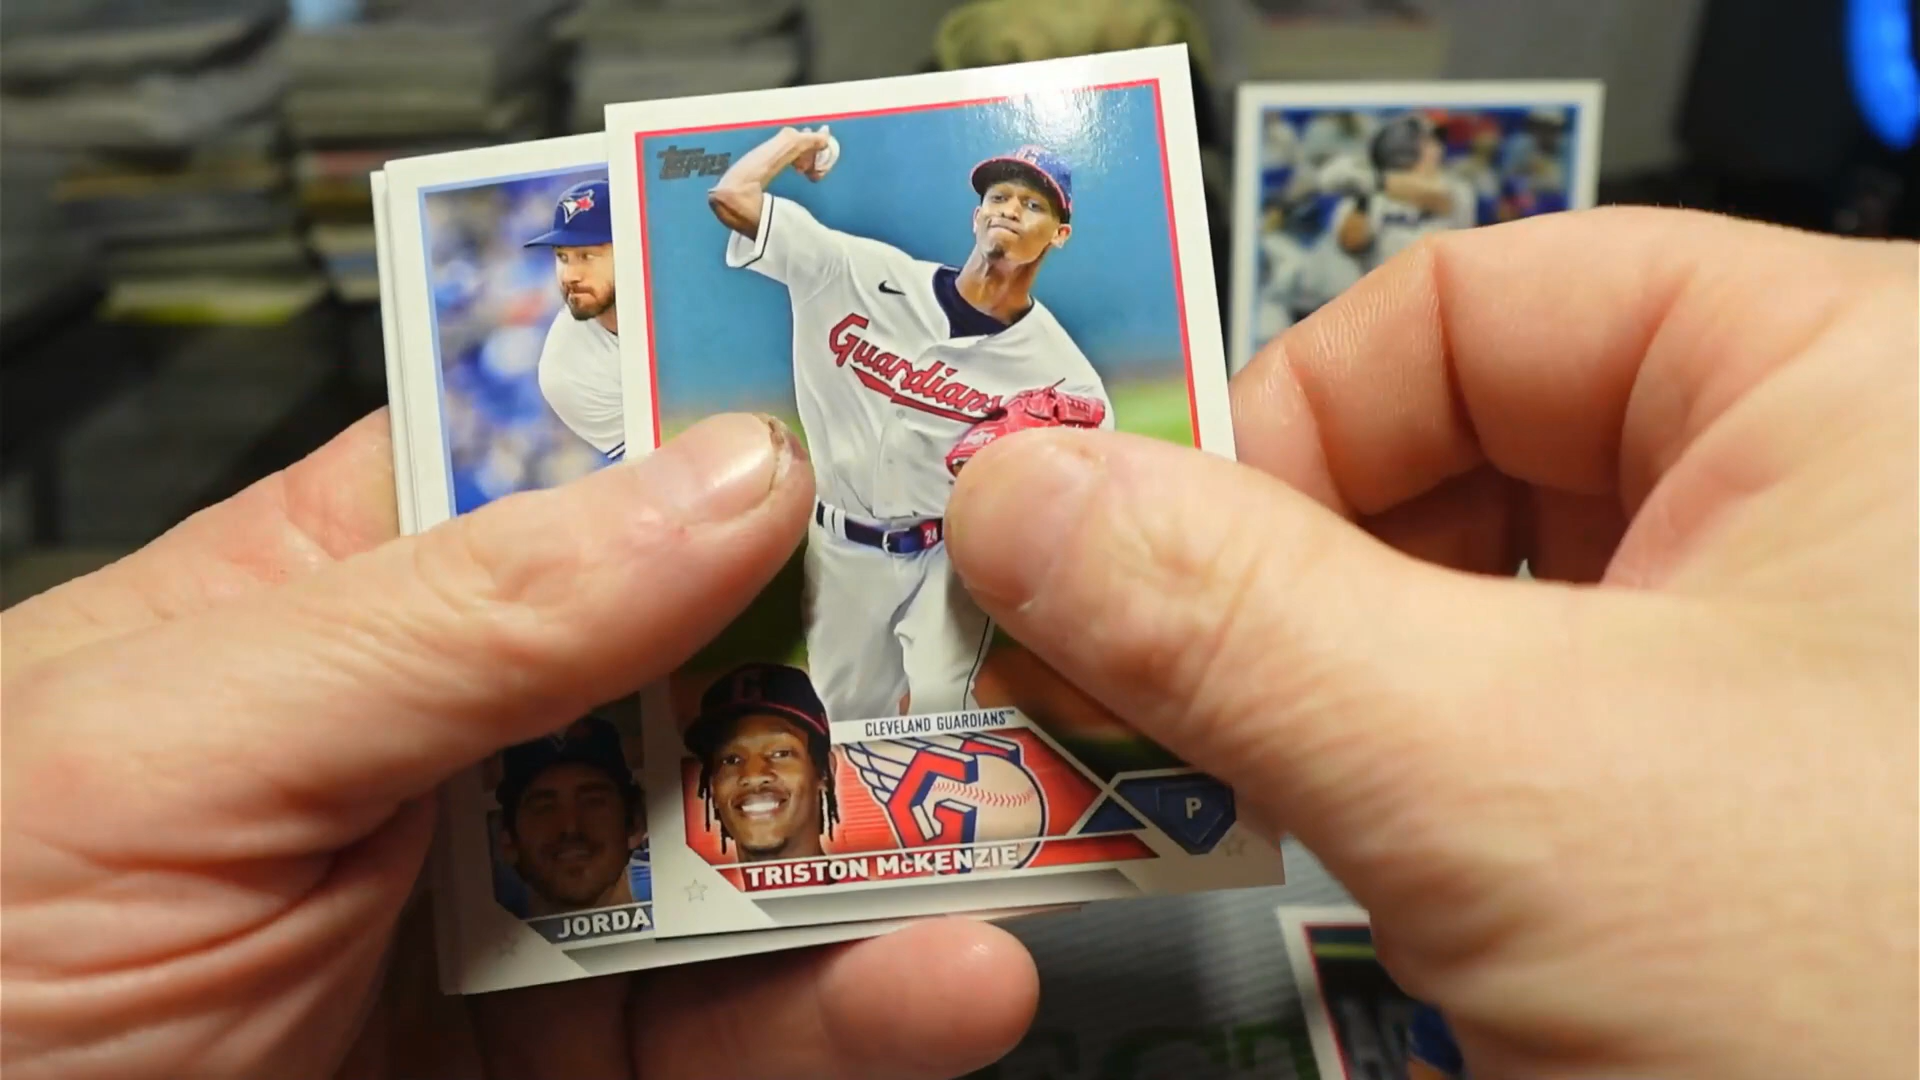 TOPPS
Guardians
24
CLEVELAND GUARDIANS™
P
TRISTON McKENZIE
JORDA